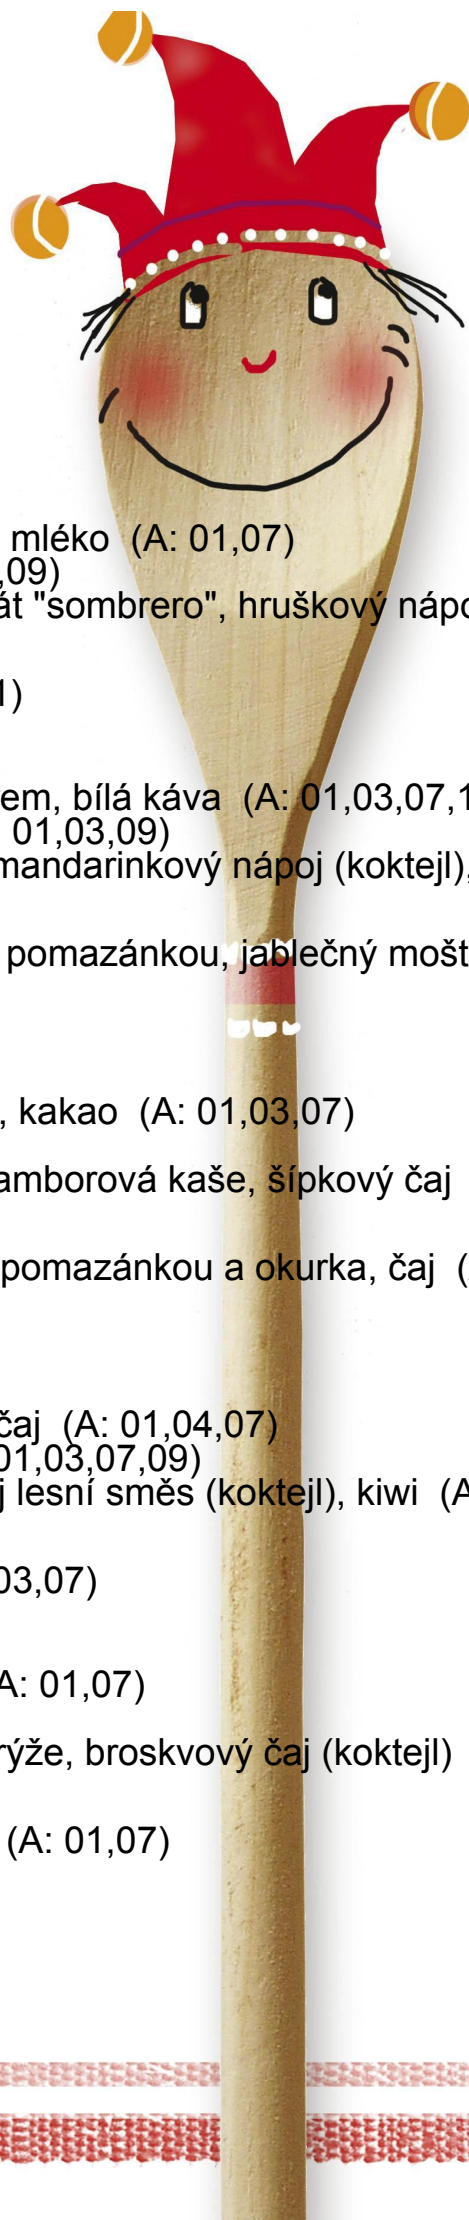 mléko (A: 01,07)
,09)
át "sombrero", hruškový nápo
1)
em, bílá káva (A: 01,03,07,1
01,03,09)
mandarinkový nápoj (koktejl),
pomazánkou, jablečný mošt
, kakao (A: 01,03,07)
amborová kaše, šípkový čaj
pomazánkou a okurka, čaj (
čaj (A: 01,04,07)
01,03,07,09)
j lesní směs (koktejl), kiwi (A
03,07)
A: 01,07)
rýže, broskvový čaj (koktejl)
(A: 01,07)